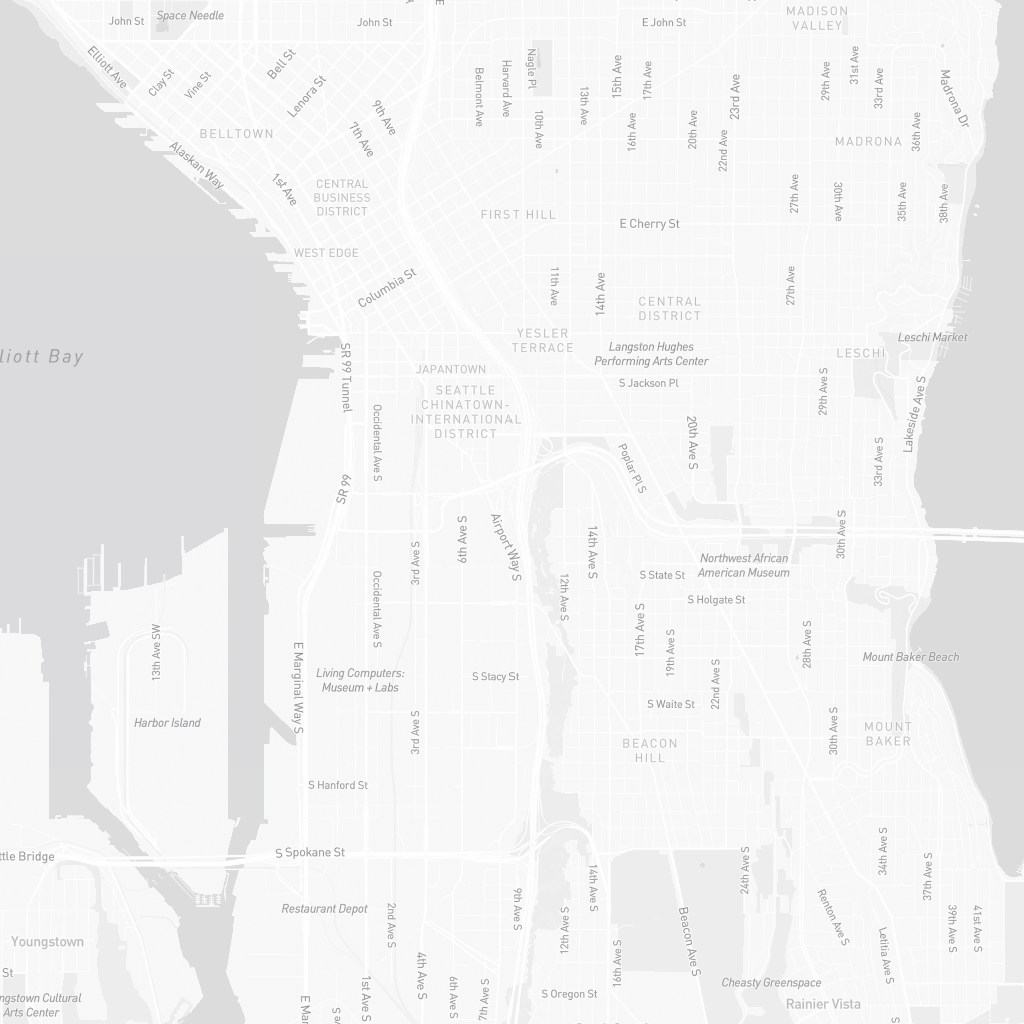 John St
Space Needle
John St
E
E John St
MADISON
VALLEY
Elliott Ave
Clay St
Vine St
Bell St
Lenora St
Belmont Ave
Harvard Ave
Nagle Pl
10th Ave
13th Ave
15th Ave
17th Ave
16th Ave
20th Ave
23rd Ave
22nd Ave
29th Ave
31st Ave
33rd Ave
Madrona Dr
36th Ave
BELLTOWN
9th Ave
7th Ave
MADRONA
Alaskan Way
1st Ave
CENTRAL
BUSINESS
DISTRICT
FIRST HILL
E Cherry St
27th Ave
30th Ave
35th Ave
38th Ave
WEST EDGE
Columbia St
11th Ave
14th Ave
CENTRAL
DISTRICT
27th Ave
lliott Bay
SR 99 Tunnel
YESLER
TERRACE
Langston Hughes
Performing Arts Center
Leschi Market
LESCHI
JAPANTOWN
S Jackson Pl
SEATTLE
CHINATOWN-
INTERNATIONAL
DISTRICT
Occidental Ave S
29th Ave S
Lakeside Ave S
20th Ave S
Poplar Pl S
33rd Ave S
SR 99
6th Ave S
Airport Way S
3rd Ave S
14th Ave S
30th Ave S
Northwest African
American Museum
S State St
Occidental Ave S
12th Ave S
S Holgate St
13th Ave SW
17th Ave S
19th Ave S
28th Ave S
Mount Baker Beach
E Marginal Way S
Living Computers:
Museum + Labs
S Stacy St
22nd Ave S
S Waite St
Harbor Island
3rd Ave S
30th Ave S
MOUNT
BAKER
BEACON
HILL
S Hanford St
ttle Bridge
S Spokane St
34th Ave S
37th Ave S
24th Ave S
14th Ave S
9th Ave S
Restaurant Depot
2nd Ave S
12th Ave S
Beacon Ave S
Renton Ave S
39th Ave S
41st Ave S
Letitia Ave S
Youngstown
16th Ave S
St
4th Ave S
1st Ave S
6th Ave S
7th Ave S
S Oregon St
Cheasty Greenspace
Rainier Vista
ngstown Cultural
Arts Center
E Mar
S